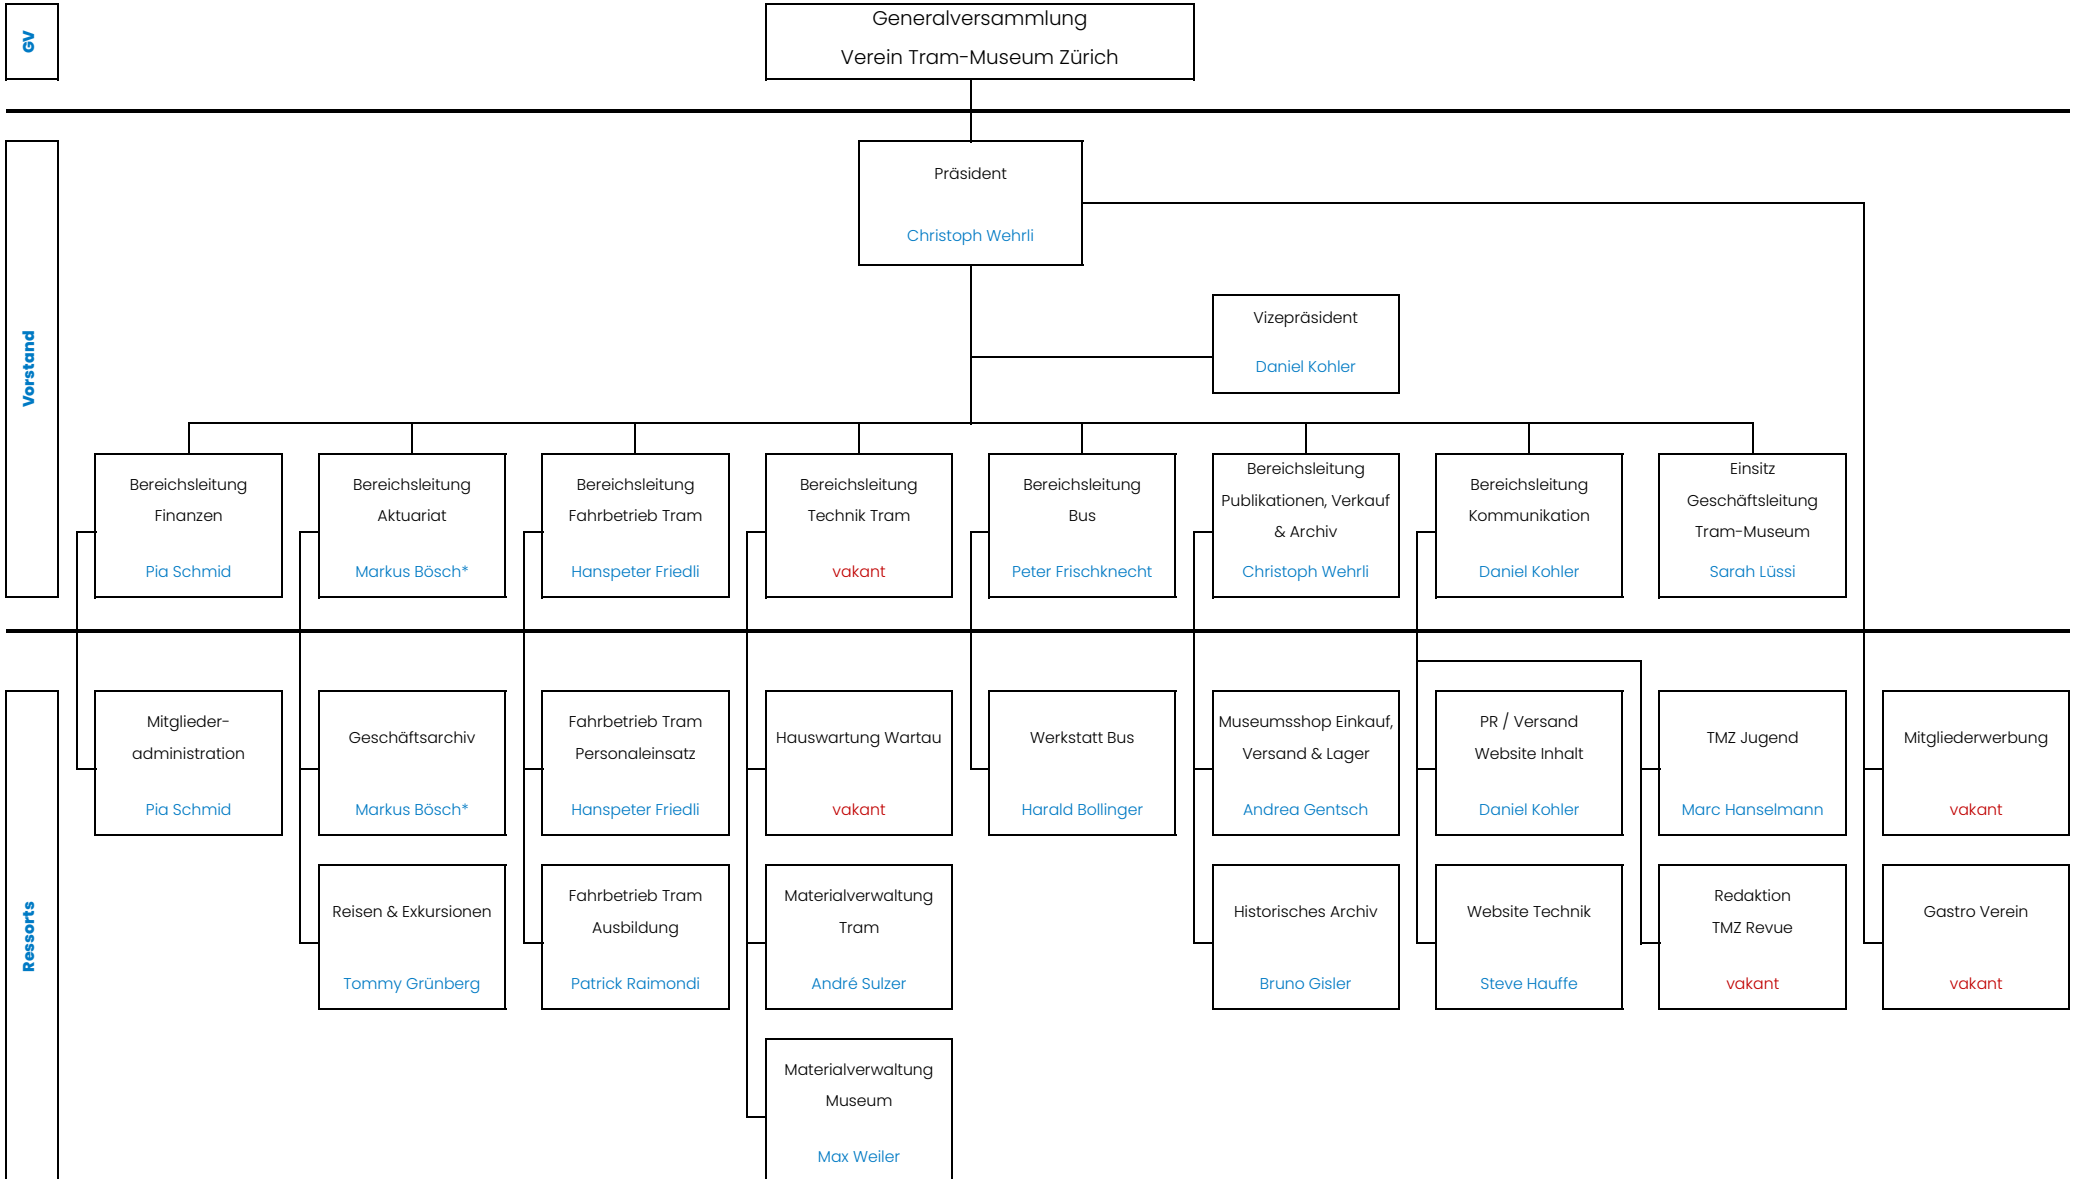 GV
Generalversammlung
Verein Tram-Museum Zürich
Vorstand
Präsident
Christoph Wehrli
Vizepräsident
Daniel Kohler
Bereichsleitung
Finanzen
Pia Schmid
Bereichsleitung
Aktuariat
Markus Bösch*
Bereichsleitung
Fahrbetrieb Tram
Hanspeter Friedli
Bereichsleitung
Technik Tram
vakant
Bereichsleitung
Bus
Peter Frischknecht
Bereichsleitung
Publikationen, Verkauf
& Archiv
Christoph Wehrli
Bereichsleitung
Kommunikation
Daniel Kohler
Einsitz
Geschäftsleitung
Tram-Museum
Sarah Lüssi
Ressorts
Mitglieder-
administration
Pia Schmid
Geschäftsarchiv
Markus Bösch*
Fahrbetrieb Tram
Personaleinsatz
Hanspeter Friedli
Hauswartung Wartau
vakant
Werkstatt Bus
Harald Bollinger
Museumsshop Einkauf,
Versand & Lager
Andrea Gentsch
PR / Versand
Website Inhalt
Daniel Kohler
TMZ Jugend
Marc Hanselmann
Mitgliederwerbung
vakant
Reisen & Exkursionen
Tommy Grünberg
Fahrbetrieb Tram
Ausbildung
Patrick Raimondi
Materialverwaltung
Tram
André Sulzer
Historisches Archiv
Bruno Gisler
Website Technik
Steve Hauffe
Redaktion
TMZ Revue
vakant
Gastro Verein
vakant
Materialverwaltung
Museum
Max Weiler